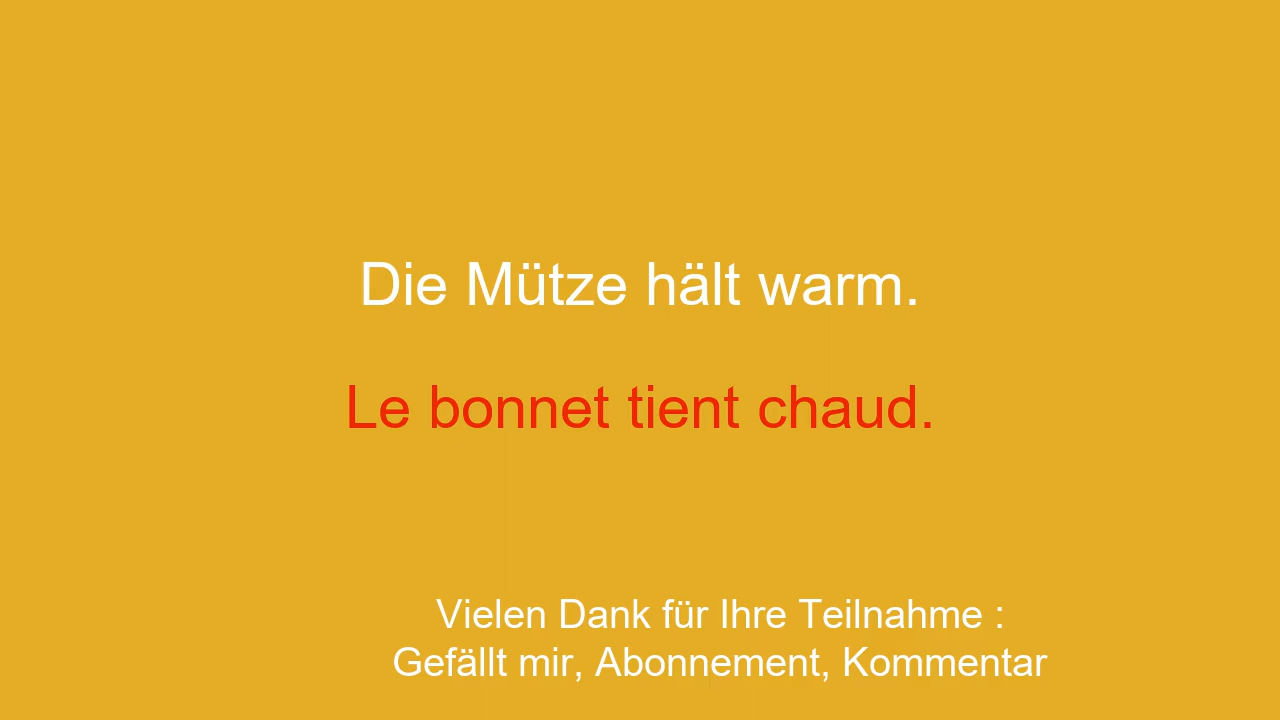 Die Mütze hält warm.
Le bonnet tient chaud.
Vielen Dank für Ihre Teilnahme :
Gefällt mir, Abonnement, Kommentar